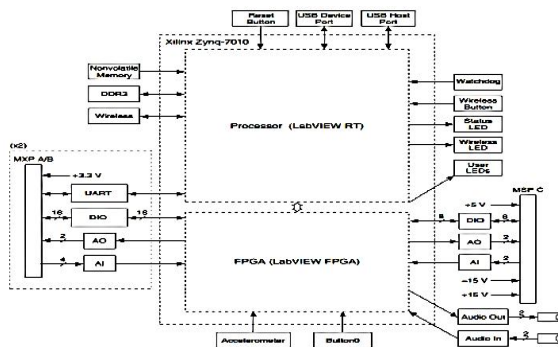 Reset
Button
USB Device
Port
USB Host
Port
Xilinx Zynq-7010
Nonvolatile
Memory
DDR3
Wireless
Processor (LabVIEW RT)
Watchdog
Wireless
Button
Status
LED
Wireless
LED
User
LEDs
(x2)
MXP A/B
+3.3 V
UART
16
DIO
16
2
AO
4
AI
FPGA (LabVIEW FPGA)
MSP C
+5 V
8
DIO
8
AO
2
AI
2
−15 V
+15 V
Audio Out
2
Audio In
2
Accelerometer
Button0